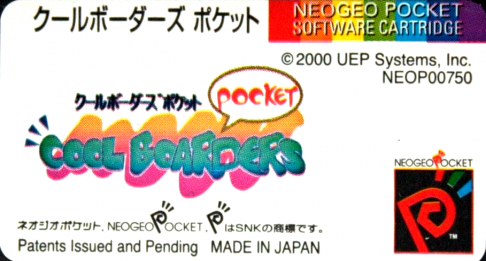 クールボーダーズ ポケット
NEOGEO POCKET
SOFTWARE CARTRIDGE
©2000 UEP Systems, Inc.
NEOP00750
クールボーダーズポケット
POCKET
COOL BOARDERS
NEOGEO POCKET
TM
ネオジオポケット, NEOGEO POCKET, P はSNKの商標です。
Patents Issued and Pending MADE IN JAPAN